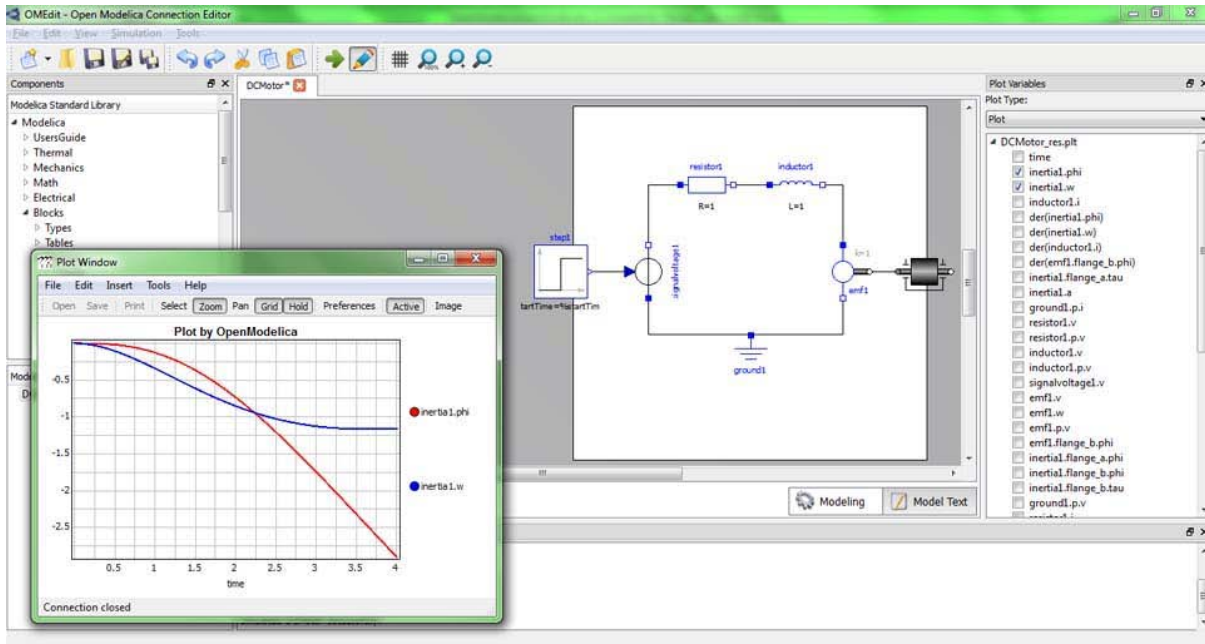 OMEdit - Open Modelica Connection Editor
File Edit View Simulation Tools
Components
DCMotor*
Plot Variables
Modelica Standard Library
Plot Type:
Modelica
Plot
UsersGuide
Thermal
Mechanics
Math
Electrical
Blocks
Types
Tables
DCMotor_res.plt
time
inertia1.phi
inertia1.w
inductor1.i
der(inertia1.phi)
der(inertia1.w)
der(inductor1.i)
der(emf1.flange_b.phi)
inertia1.flange_a.tau
inertia1.a
ground1.p.i
resistor1.v
resistor1.p.v
inductor1.v
inductor1.p.v
signalvoltage1.v
emf1.v
emf1.w
emf1.p.v
emf1.flange_b.phi
inertia1.flange_a.phi
inertia1.flange_b.phi
inertia1.flange_b.tau
ground1.p.v
resistor1
inductor1
R=1
L=1
step1
signalvoltage1
k=1
emf1
tartTime=%startTim
ground1
Modeling
Model Text
Plot Window
File Edit Insert Tools Help
Open Save Print Select Zoom Pan Grid Hold Preferences Active Image
Plot by OpenModelica
-0.5
-1
-1.5
-2
-2.5
inertia1.phi
inertia1.w
0.5 1 1.5 2 2.5 3 3.5 4
time
Connection closed